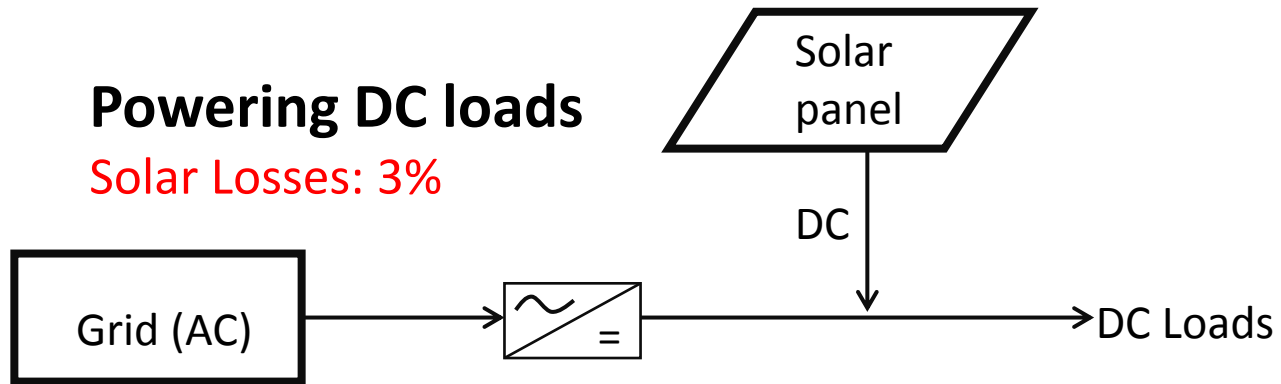 Solar
panel
Powering DC loads
Solar Losses: 3%
DC
Grid (AC)
=
DC Loads